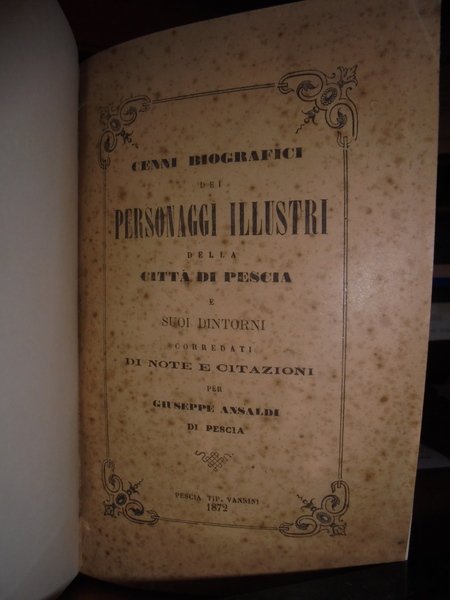 CENNI BIOGRAFICI
DEI
PERSONAGGI ILLUSTRI
DELLA
CITTÀ DI PESCIA
E
SUOI DINTORNI
CORREDATI
DI NOTE E CITAZIONI
PER
GIUSEPPE ANSALDI
DI PESCIA
PESCIA TIP. VANNINI
1872